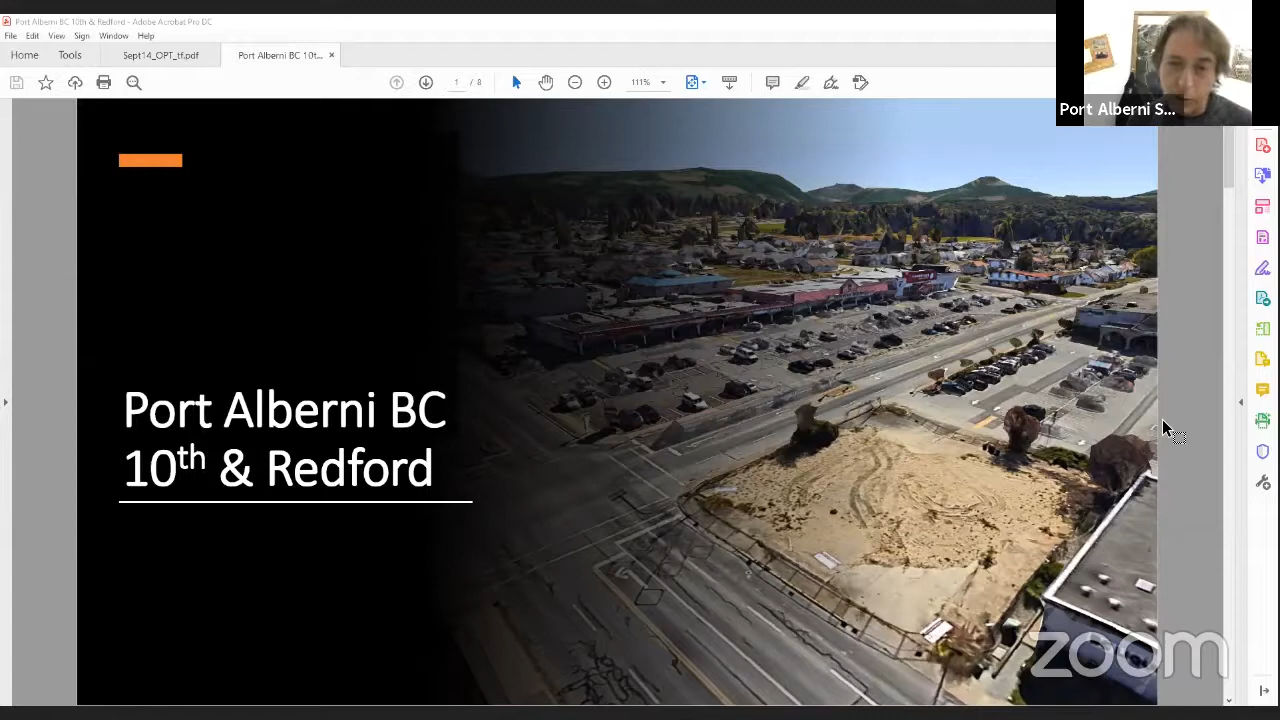 Port Alberni BC 10th & Redford - Adobe Acrobat Pro DC
File Edit View Sign Window Help
Home Tools Sept14_OPT_tf.pdf Port Alberni BC 10t... ×
1 / 8 111%
Port Alberni S...
Port Alberni BC
10th & Redford
zoom